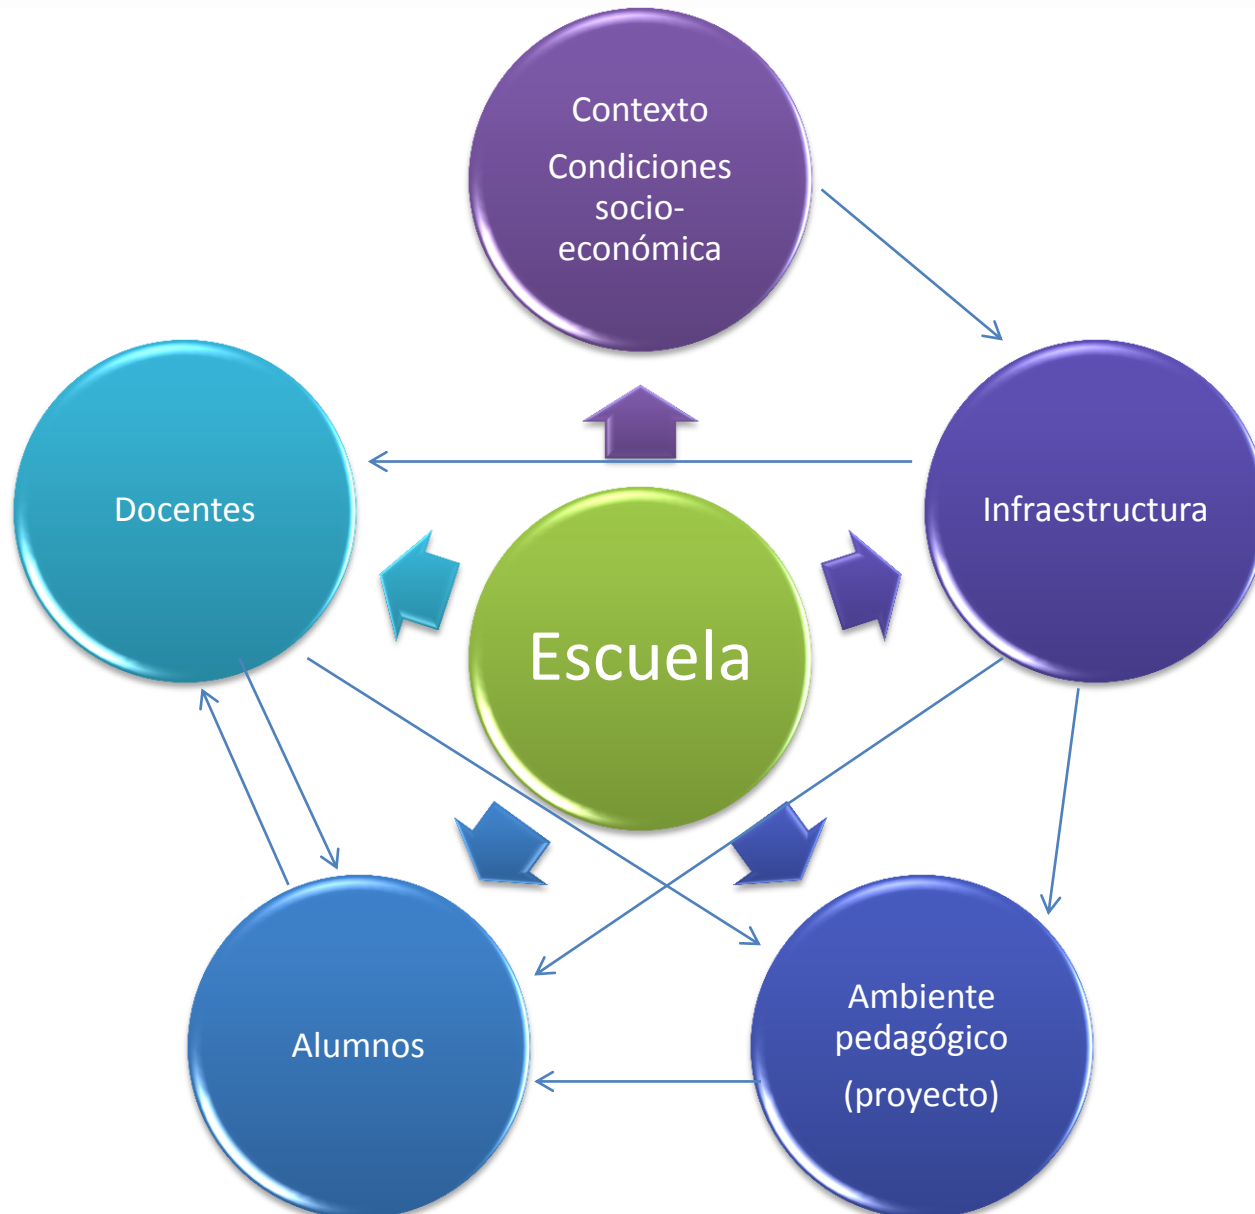 Contexto
Condiciones
socio-
económica
Docentes
Infraestructura
Escuela
Alumnos
Ambiente
pedagógico
(proyecto)